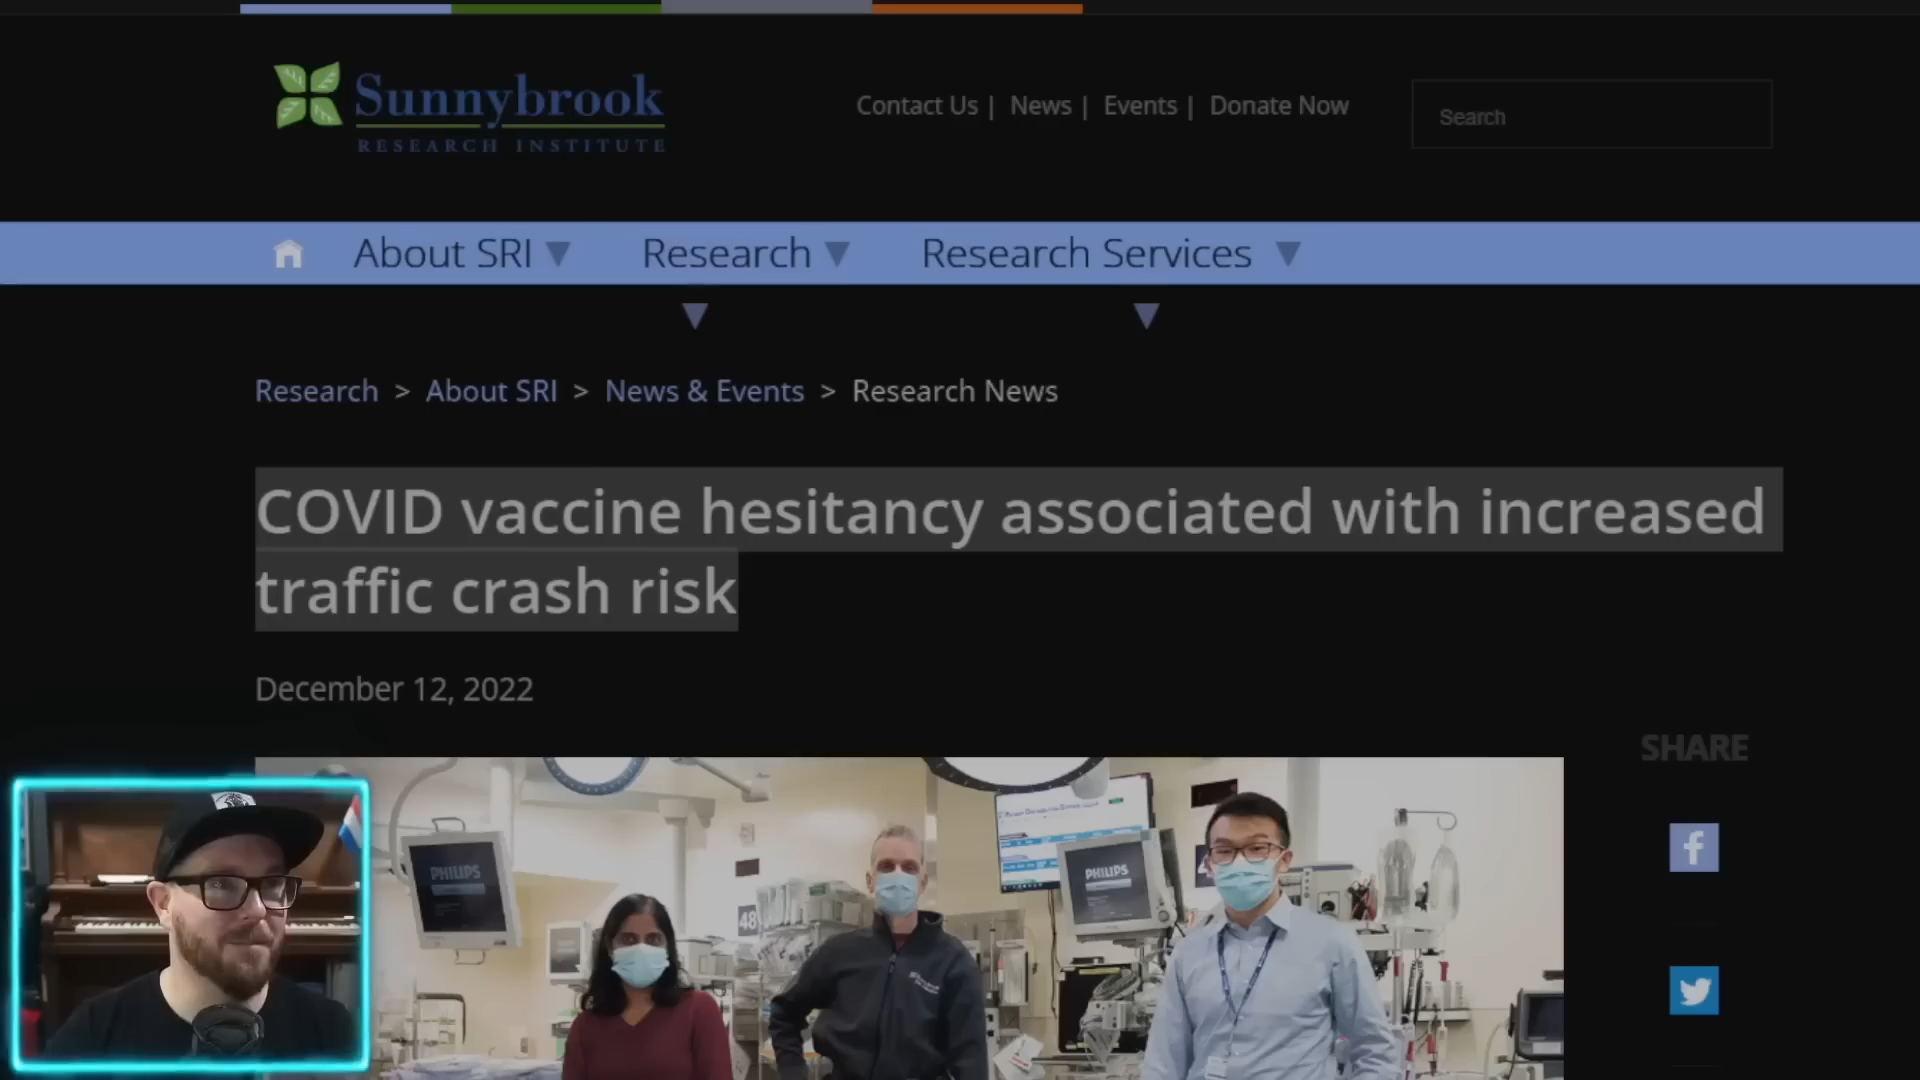 Sunnybrook
RESEARCH INSTITUTE
Contact Us | News | Events | Donate Now
Search
About SRI
Research
Research Services
Research > About SRI > News & Events > Research News
COVID vaccine hesitancy associated with increased
traffic crash risk
December 12, 2022
SHARE
PHILIPS
PHILIPS
48